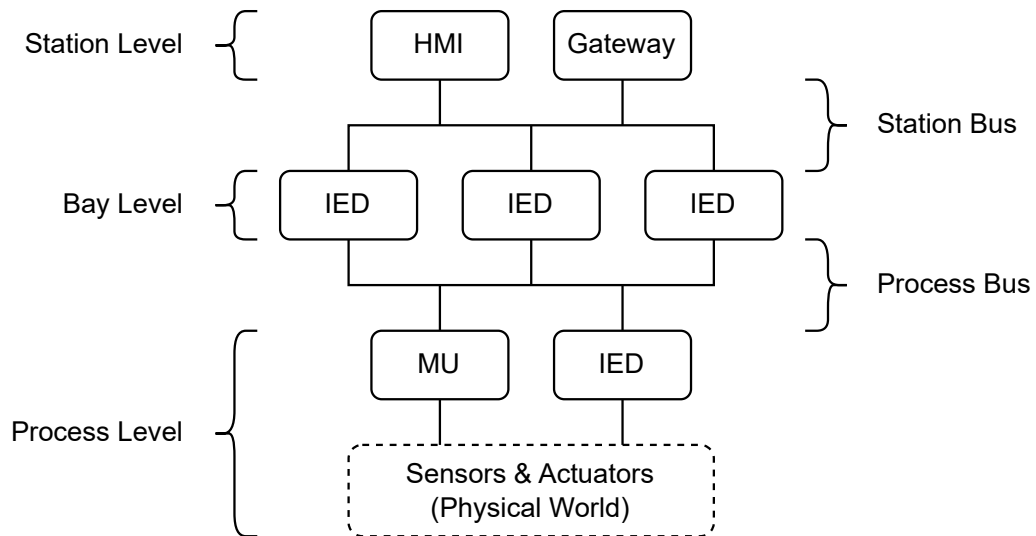 Station Level
HMI
Gateway
Station Bus
Bay Level
IED
IED
IED
Process Bus
MU
IED
Process Level
Sensors & Actuators
(Physical World)